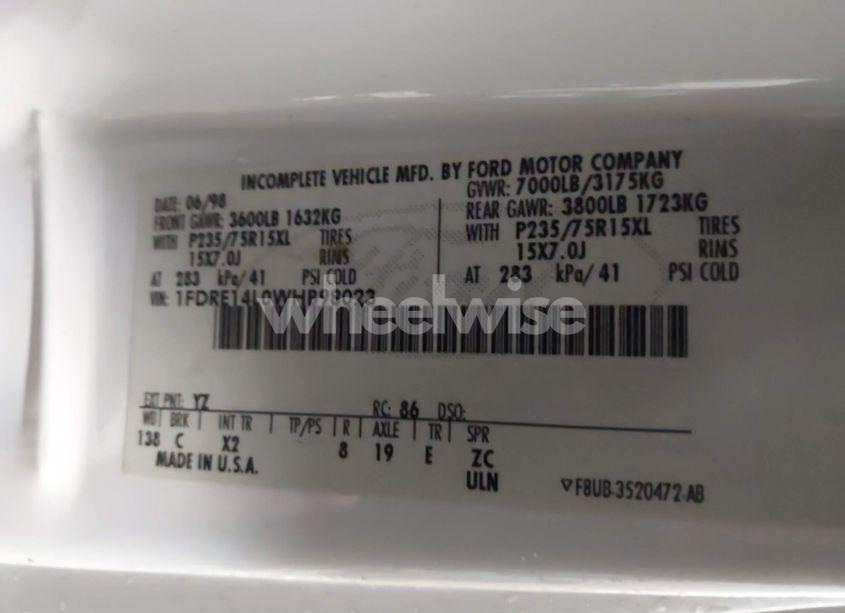 INCOMPLETE VEHICLE MFD. BY FORD MOTOR COMPANY
DATE: 06/98
GVWR: 7000LB/3175KG
FRONT GAWR: 3600LB 1632KG
REAR GAWR: 3800LB 1723KG
WITH P235/75R15XL TIRES
WITH P235/75R15XL TIRES
15X7.0J RIMS
15X7.0J RIMS
AT 283 kPa/41 PSI COLD
AT 283 kPa/41 PSI COLD
VIN:
wheelwise
EXT PNT: YZ RC: 86 DSO:
WB BRK INT TR TP/PS R AXLE TR SPR
138 C X2 8 19 E ZC
MADE IN U.S.A. ULN
F8UB-3520472-AB